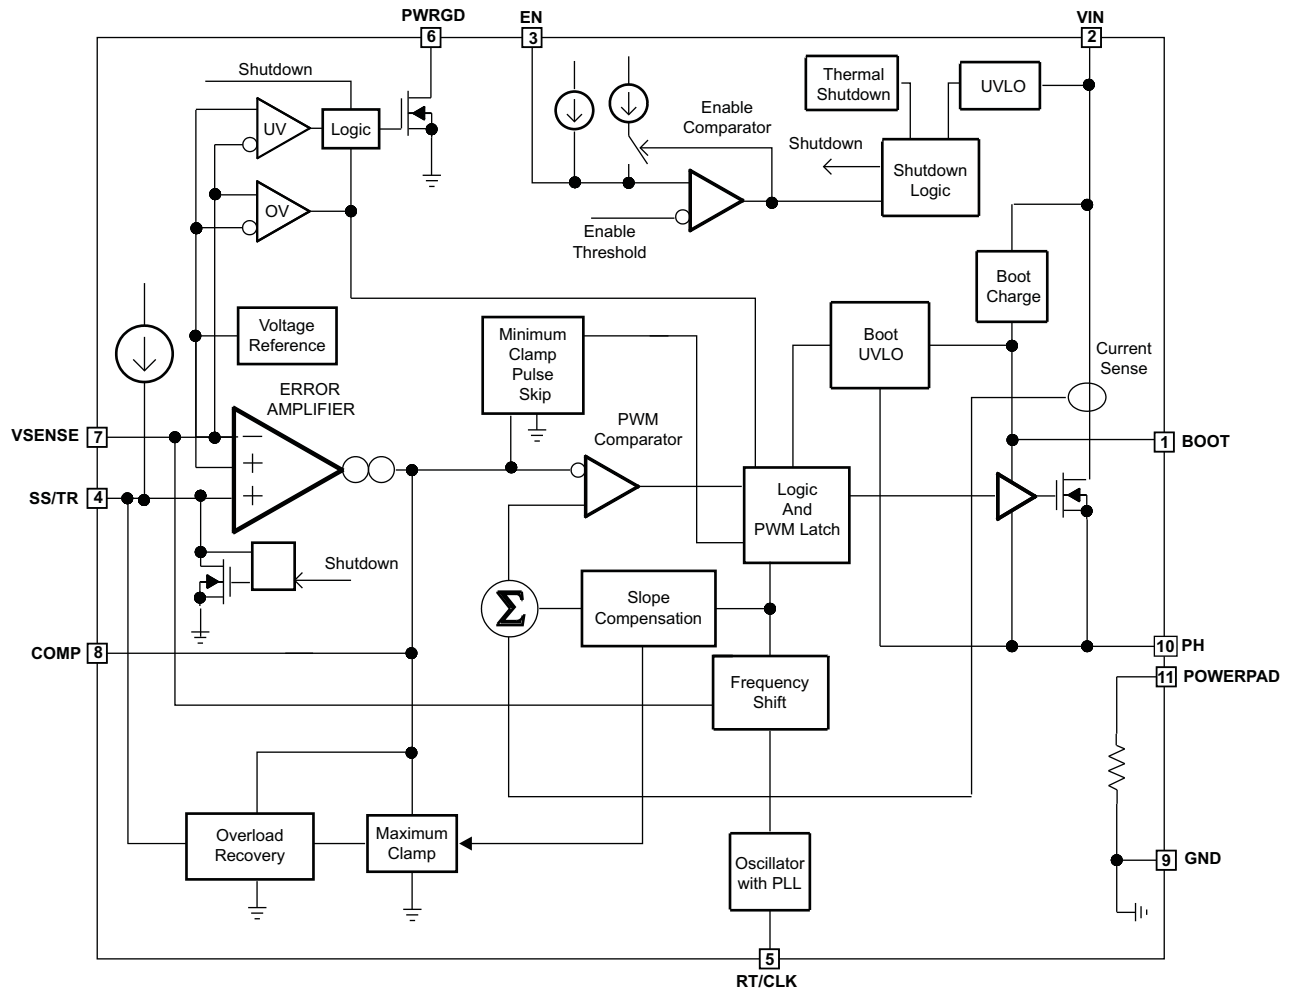 PWRGD
6
EN
3
VIN
2
Shutdown
UV
Logic
OV
Enable
Comparator
Enable
Threshold
Thermal
Shutdown
UVLO
Shutdown
Shutdown
Logic
Boot
Charge
Voltage
Reference
Minimum
Clamp
Pulse
Skip
Boot
UVLO
Current
Sense
ERROR
AMPLIFIER
PWM
Comparator
VSENSE
7
1
BOOT
−
+
+
SS/TR
4
Logic
And
PWM Latch
Shutdown
Σ
Slope
Compensation
COMP
8
10
PH
11
POWERPAD
Frequency
Shift
Overload
Recovery
Maximum
Clamp
Oscillator
with PLL
9
GND
5
RT/CLK